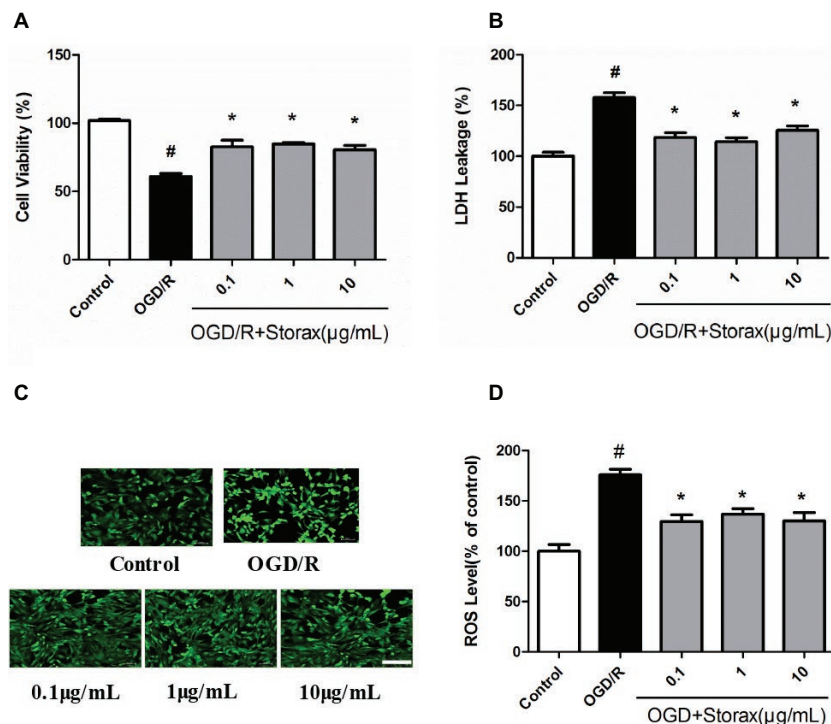 A
Cell Viability (%)
150
100
50
0
#
*
*
*
Control
OGD/R
0.1
1
10
OGD/R+Storax(μg/mL)
B
LDH Leakage (%)
200
150
100
50
0
#
*
*
*
Control
OGD/R
0.1
1
10
OGD/R+Storax(μg/mL)
C
Control
OGD/R
0.1μg/mL
1μg/mL
10μg/mL
D
ROS Level(% of control)
200
150
100
50
0
#
*
*
*
Control
OGD/R
0.1
1
10
OGD+Storax(μg/mL)